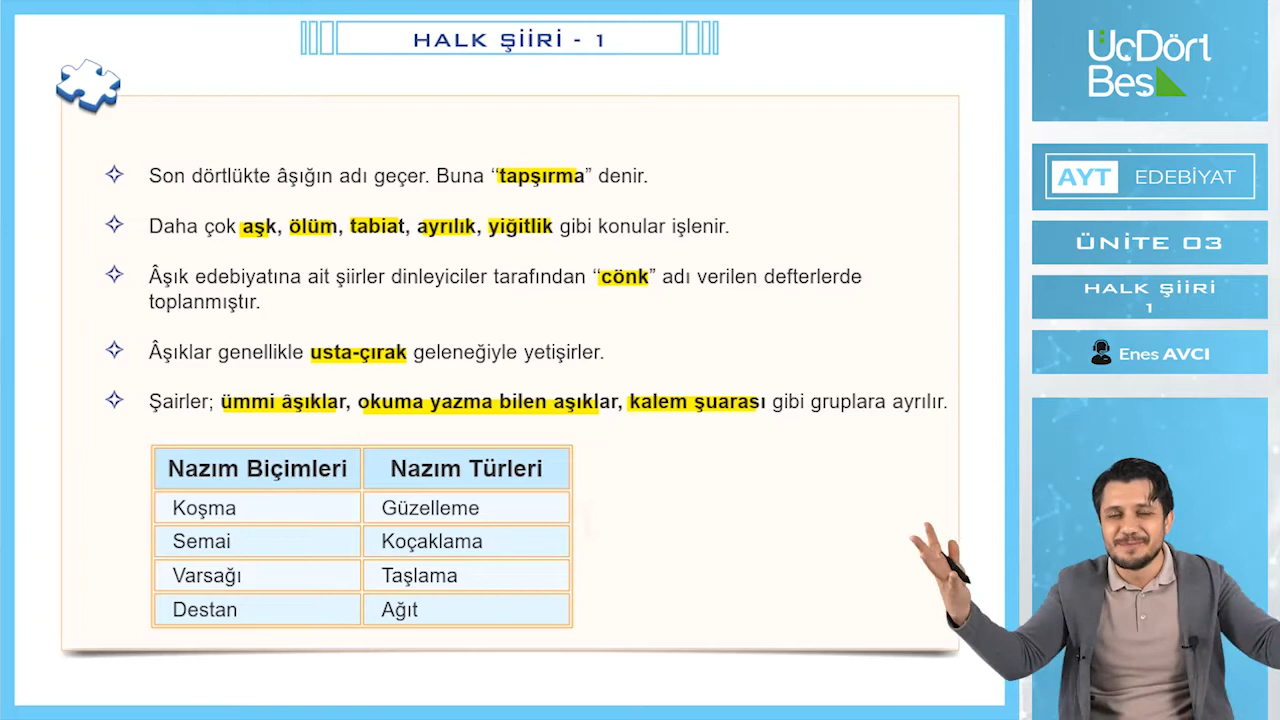 HALK ŞİİRİ - 1
Son dörtlükte âşığın adı geçer. Buna “tapşırma” denir.
Daha çok aşk, ölüm, tabiat, ayrılık, yiğitlik gibi konular işlenir.
Âşık edebiyatına ait şiirler dinleyiciler tarafından “cönk” adı verilen defterlerde
toplanmıştır.
Âşıklar genellikle usta-çırak geleneğiyle yetişirler.
Şairler; ümmi âşıklar, okuma yazma bilen aşıklar, kalem şuarası gibi gruplara ayrılır.
Nazım Biçimleri Nazım Türleri
Koşma Güzelleme
Semai Koçaklama
Varsağı Taşlama
Destan Ağıt
ÜçDört
Beş
AYT EDEBİYAT
ÜNİTE 03
HALK ŞİİRİ
1
Enes AVCI